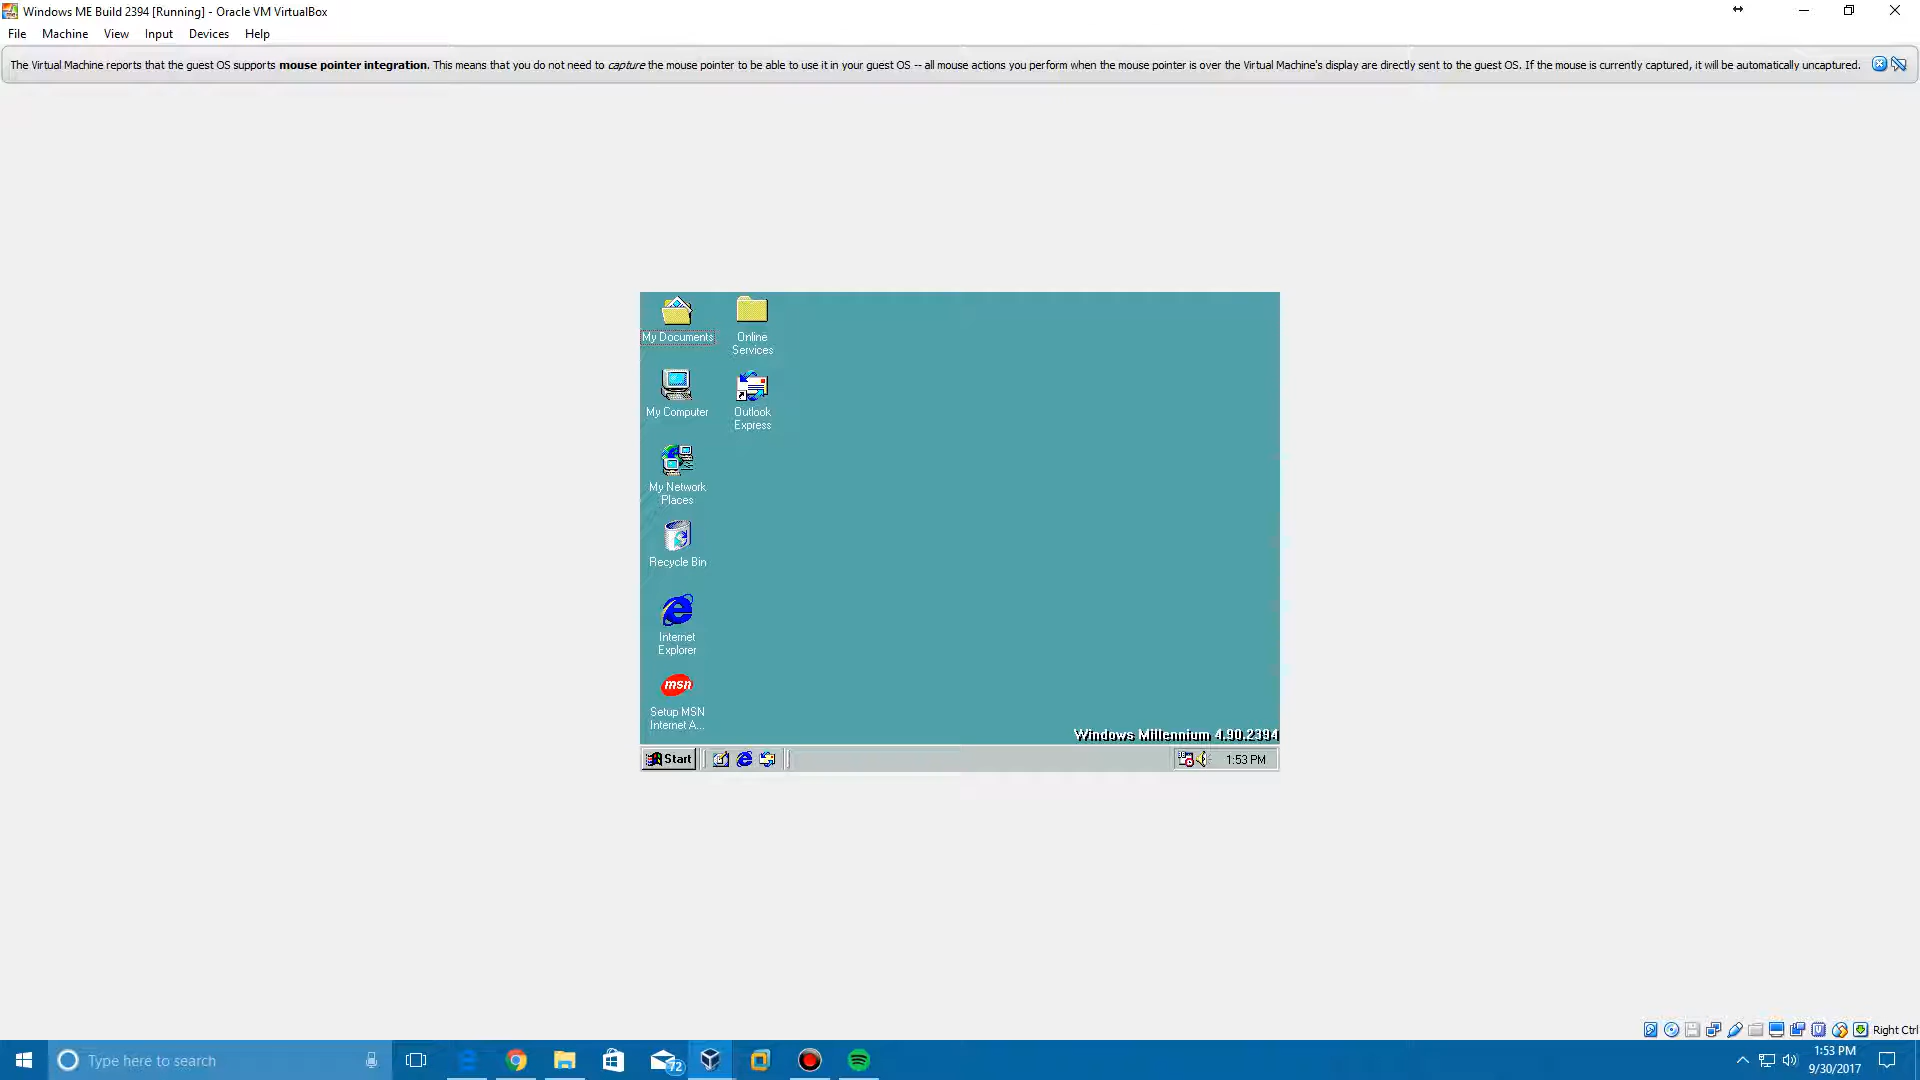 Windows ME Build 2394 [Running] - Oracle VM VirtualBox
File Machine View Input Devices Help
The Virtual Machine reports that the guest OS supports mouse pointer integration. This means that you do not need to capture the mouse pointer to be able to use it in your guest OS -- all mouse actions you perform when the mouse pointer is over the Virtual Machine's display are directly sent to the guest OS. If the mouse is currently captured, it will be automatically uncaptured.
My Documents
Online
Services
My Computer
Outlook
Express
My Network
Places
Recycle Bin
Internet
Explorer
msn
Setup MSN
Internet A...
Windows Millennium 4.90.2394
Start
1:53 PM
Right Ctrl
Type here to search
72
1:53 PM
9/30/2017